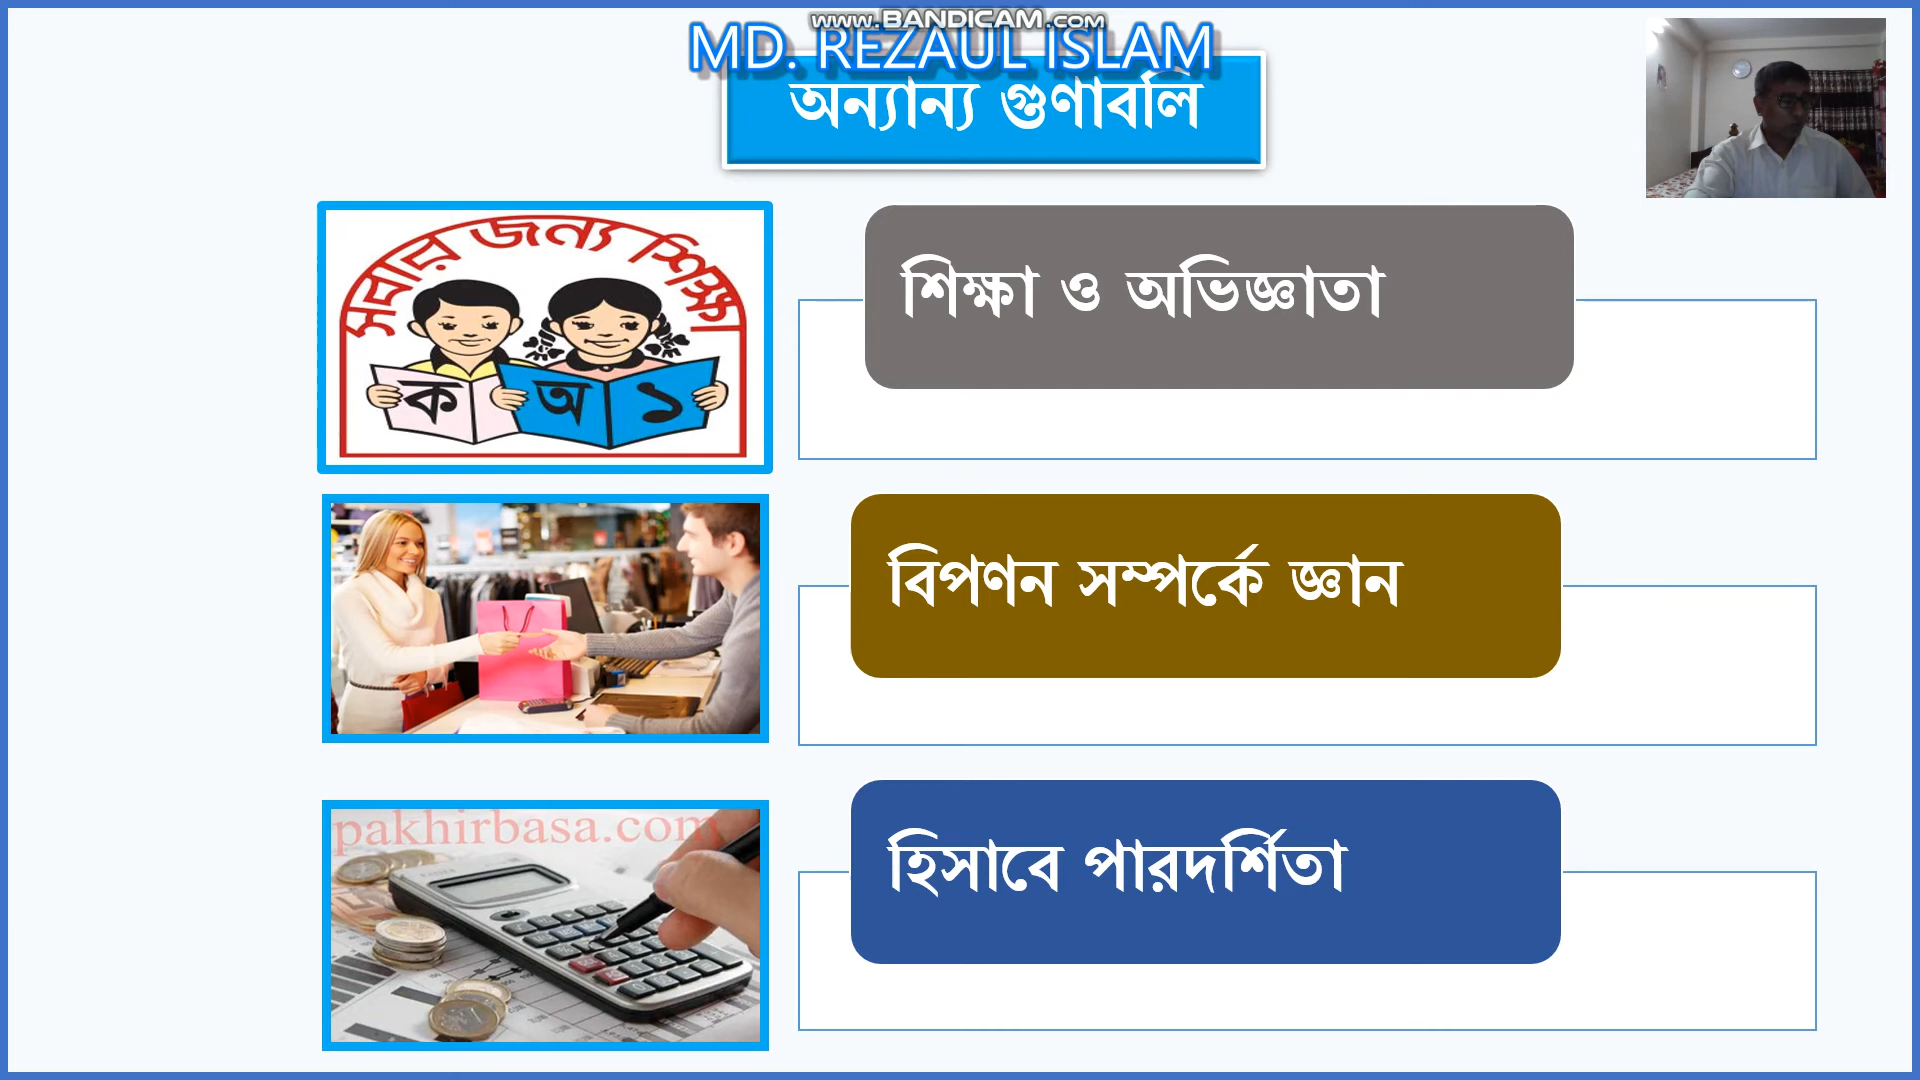 www.BANDICAM.com
MD. REZAUL ISLAM
অন্যান্য গুণাবলি
সবার জন্য শিক্ষা
ক অ ১
শিক্ষা ও অভিজ্ঞতা
বিপণন সম্পর্কে জ্ঞান
pakhirbasa.com
হিসাবে পারদর্শিতা